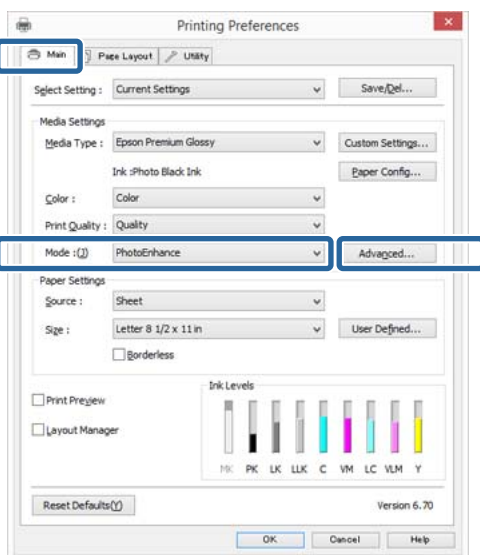 Printing Preferences
Main Page Layout Utility
Select Setting : Current Settings Save/Del...
Media Settings
Media Type : Epson Premium Glossy Custom Settings...
Ink :Photo Black Ink Paper Config...
Color : Color
Print Quality : Quality
Mode :(J) PhotoEnhance Advanced...
Paper Settings
Source : Sheet
Size : Letter 8 1/2 x 11 in User Defined...
Borderless
Print Preview
Layout Manager
Ink Levels
MK PK LK LLK C VM LC VLM Y
Reset Defaults(Y) Version 6.70
OK Cancel Help